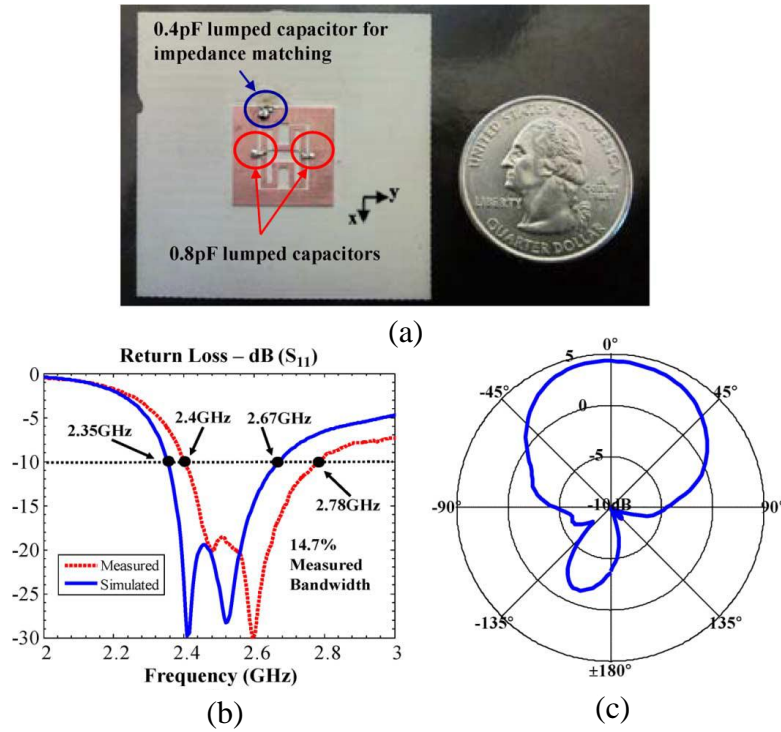 0.4pF lumped capacitor for
impedance matching
UNITED STATES OF AMERICA
LIBERTY
QUARTER DOLLAR
y
x
0.8pF lumped capacitors
(a)
Return Loss – dB (S11)
0
-5
-10
-15
-20
-25
-30
2.35GHz
2.4GHz
2.67GHz
2.78GHz
Measured
Simulated
14.7%
Measured
Bandwidth
2 2.2 2.4 2.6 2.8 3
Frequency (GHz)
(b)
0°
5
-45° 45°
0
-5
-90° -10dB 90°
-135° 135°
±180°
(c)